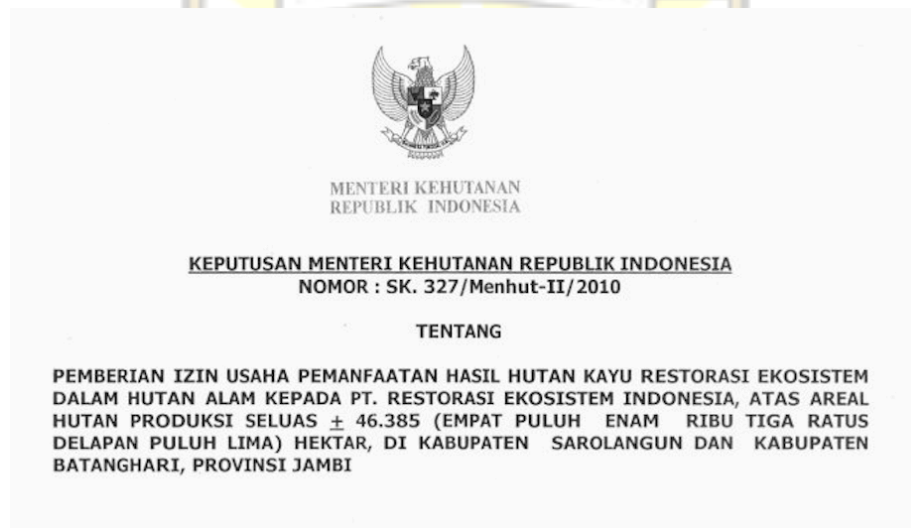 MENTERI KEHUTANAN
REPUBLIK INDONESIA
KEPUTUSAN MENTERI KEHUTANAN REPUBLIK INDONESIA
NOMOR : SK. 327/Menhut-II/2010
TENTANG
PEMBERIAN IZIN USAHA PEMANFAATAN HASIL HUTAN KAYU RESTORASI EKOSISTEM
DALAM HUTAN ALAM KEPADA PT. RESTORASI EKOSISTEM INDONESIA, ATAS AREAL
HUTAN PRODUKSI SELUAS ± 46.385 (EMPAT PULUH ENAM RIBU TIGA RATUS
DELAPAN PULUH LIMA) HEKTAR, DI KABUPATEN SAROLANGUN DAN KABUPATEN
BATANGHARI, PROVINSI JAMBI